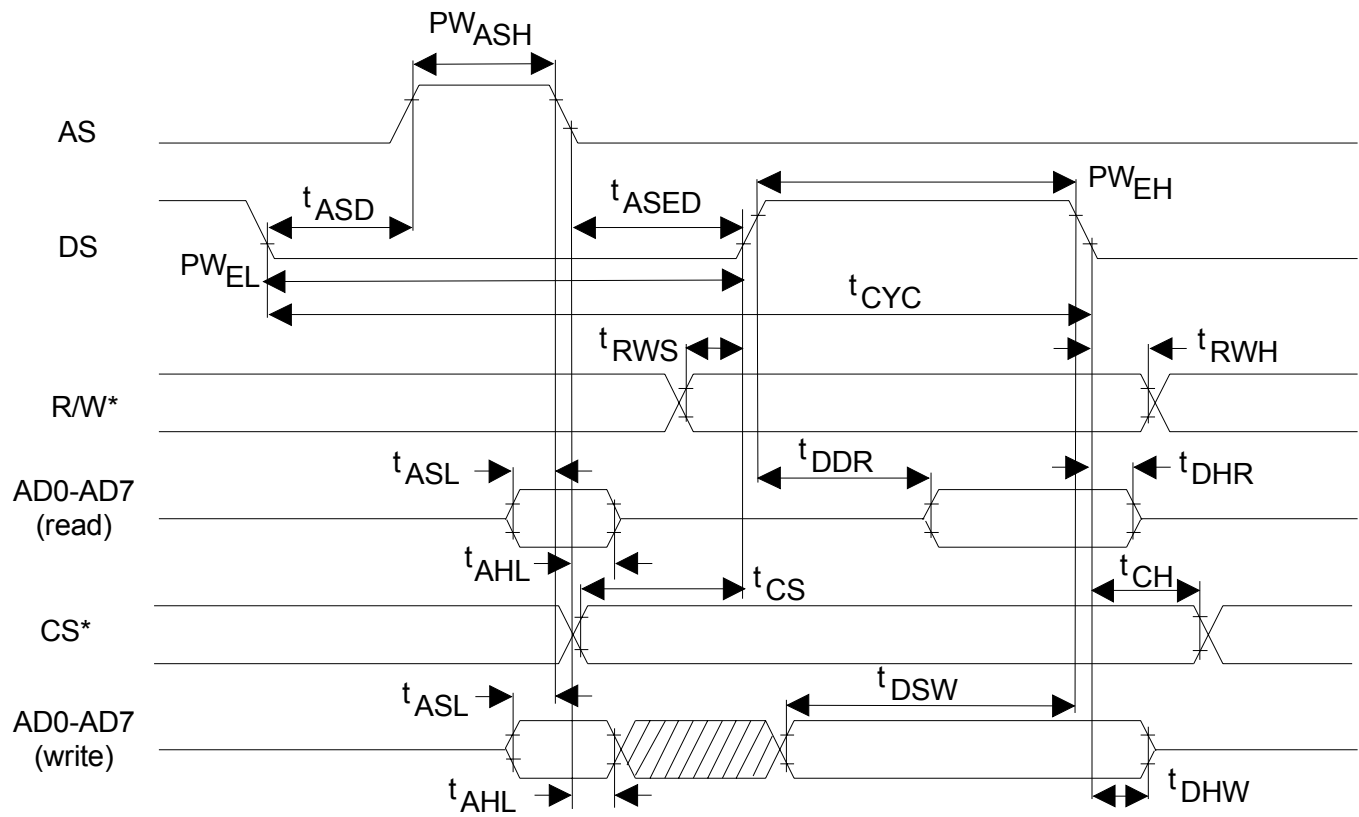 PWASH
AS
tASD
tASED
PWEH
DS
PWEL
tCYC
tRWS
tRWH
R/W*
tASL
tDDR
tDHR
AD0-AD7
(read)
tAHL
tCS
tCH
CS*
tASL
tDSW
AD0-AD7
(write)
tAHL
tDHW